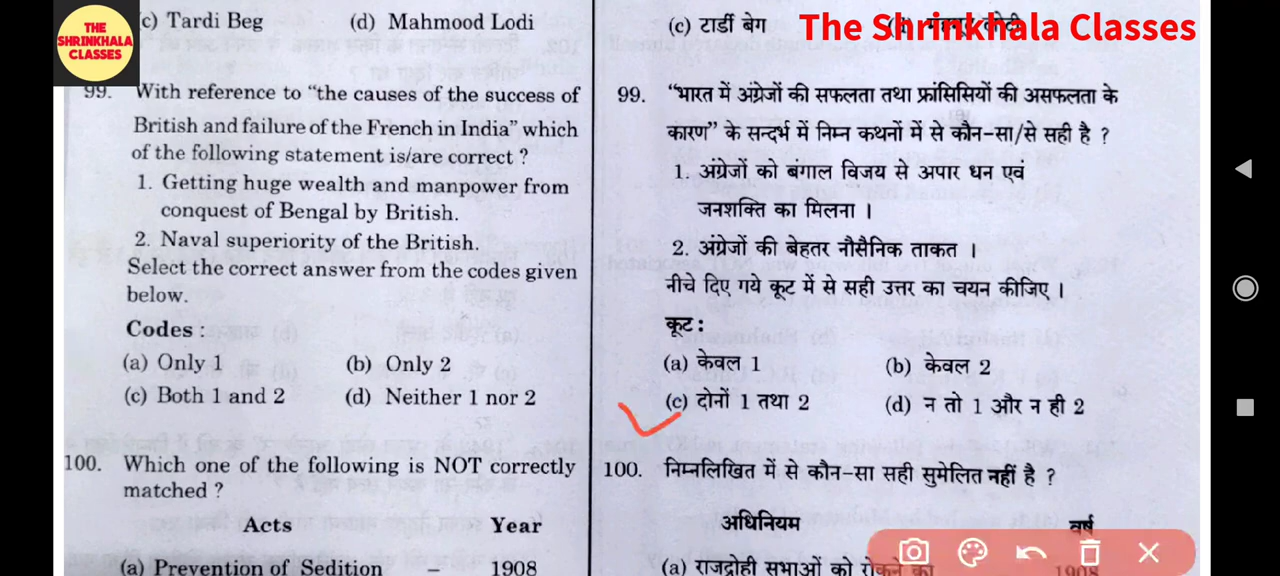 THE
SHRINKHALA
CLASSES
The Shrinkhala Classes
(c) Tardi Beg (d) Mahmood Lodi
99. With reference to "the causes of the success of
British and failure of the French in India" which
of the following statement is/are correct ?
1. Getting huge wealth and manpower from
conquest of Bengal by British.
2. Naval superiority of the British.
Select the correct answer from the codes given
below.
Codes :
(a) Only 1 (b) Only 2
(c) Both 1 and 2 (d) Neither 1 nor 2
100. Which one of the following is NOT correctly
matched ?
Acts Year
(a) Prevention of Sedition – 1908
(c) टार्डी बेग
99. "भारत में अंग्रेजों की सफलता तथा फ्रांसिसियों की असफलता के
कारण" के सन्दर्भ में निम्न कथनों में से कौन-सा/से सही है ?
1. अंग्रेजों को बंगाल विजय से अपार धन एवं
जनशक्ति का मिलना ।
2. अंग्रेजों की बेहतर नौसैनिक ताकत ।
नीचे दिए गये कूट में से सही उत्तर का चयन कीजिए ।
कूट :
(a) केवल 1 (b) केवल 2
(c) दोनों 1 तथा 2 (d) न तो 1 और न ही 2
100. निम्नलिखित में से कौन-सा सही सुमेलित नहीं है ?
अधिनियम वर्ष
(a) राजद्रोही सभाओं को रोकने का 1908